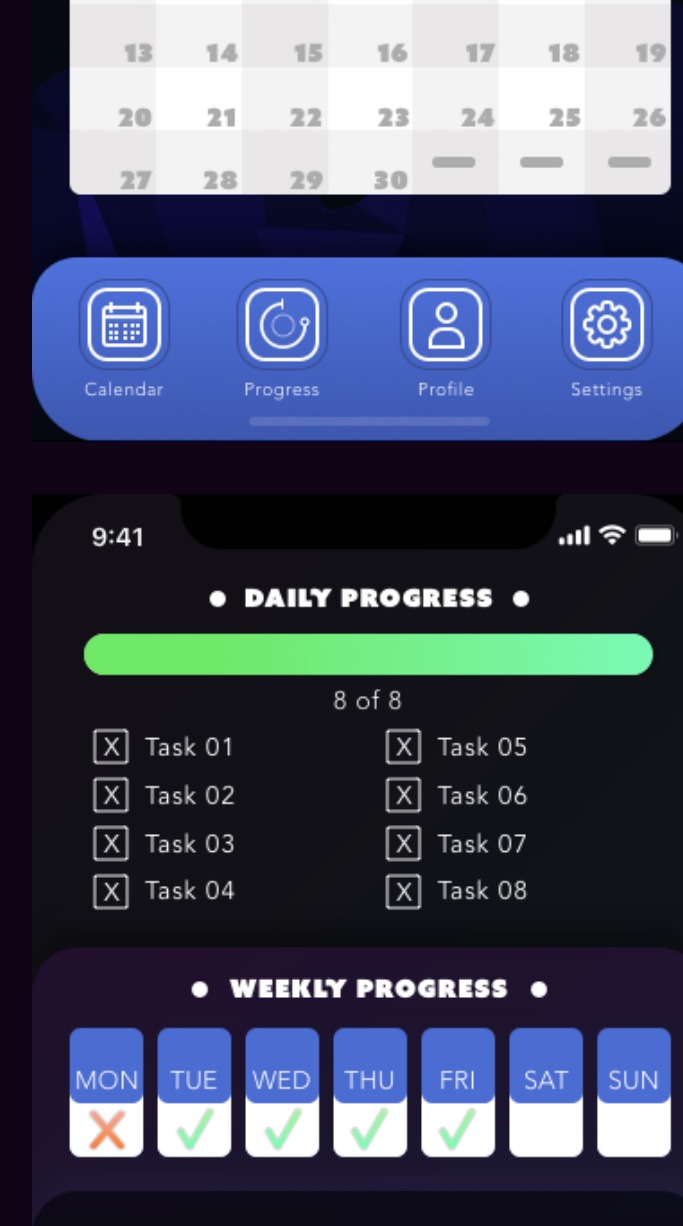 13 14 15 16 17 18 19
20 21 22 23 24 25 26
27 28 29 30
Calendar Progress Profile Settings
9:41
• DAILY PROGRESS •
8 of 8
X Task 01 X Task 05
X Task 02 X Task 06
X Task 03 X Task 07
X Task 04 X Task 08
• WEEKLY PROGRESS •
MON TUE WED THU FRI SAT SUN